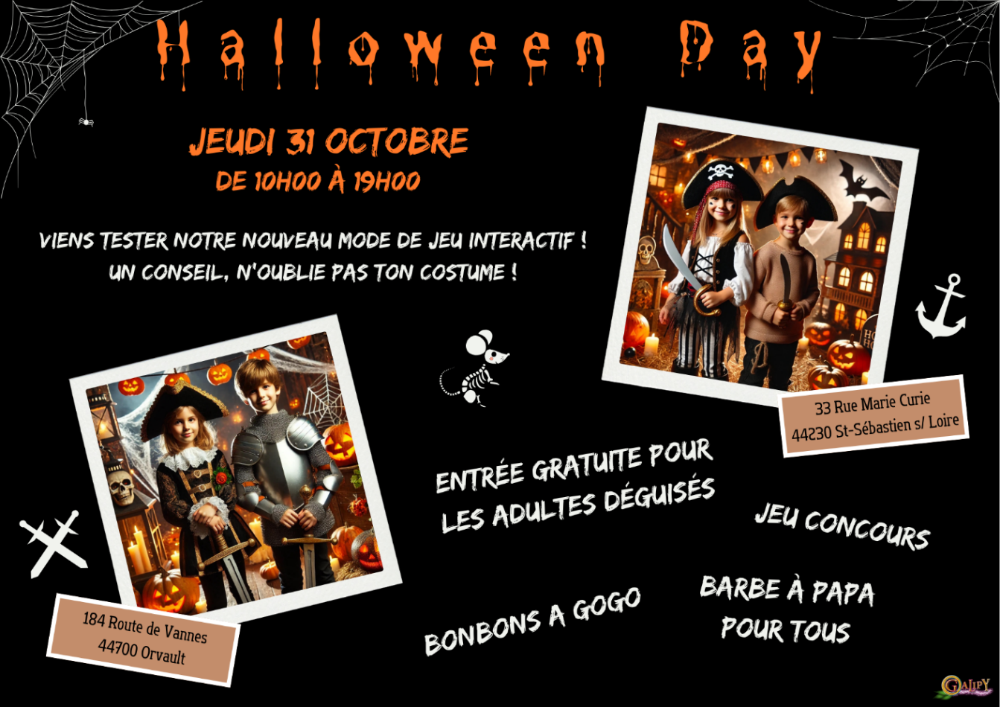 Halloween Day
JEUDI 31 OCTOBRE
DE 10H00 À 19H00
VIENS TESTER NOTRE NOUVEAU MODE DE JEU INTERACTIF !
UN CONSEIL, N'OUBLIE PAS TON COSTUME !
33 Rue Marie Curie
44230 St-Sébastien s/ Loire
ENTRÉE GRATUITE POUR
LES ADULTES DÉGUISÉS
JEU CONCOURS
BARBE À PAPA
POUR TOUS
BONBONS A GOGO
184 Route de Vannes
44700 Orvault
GALIPY